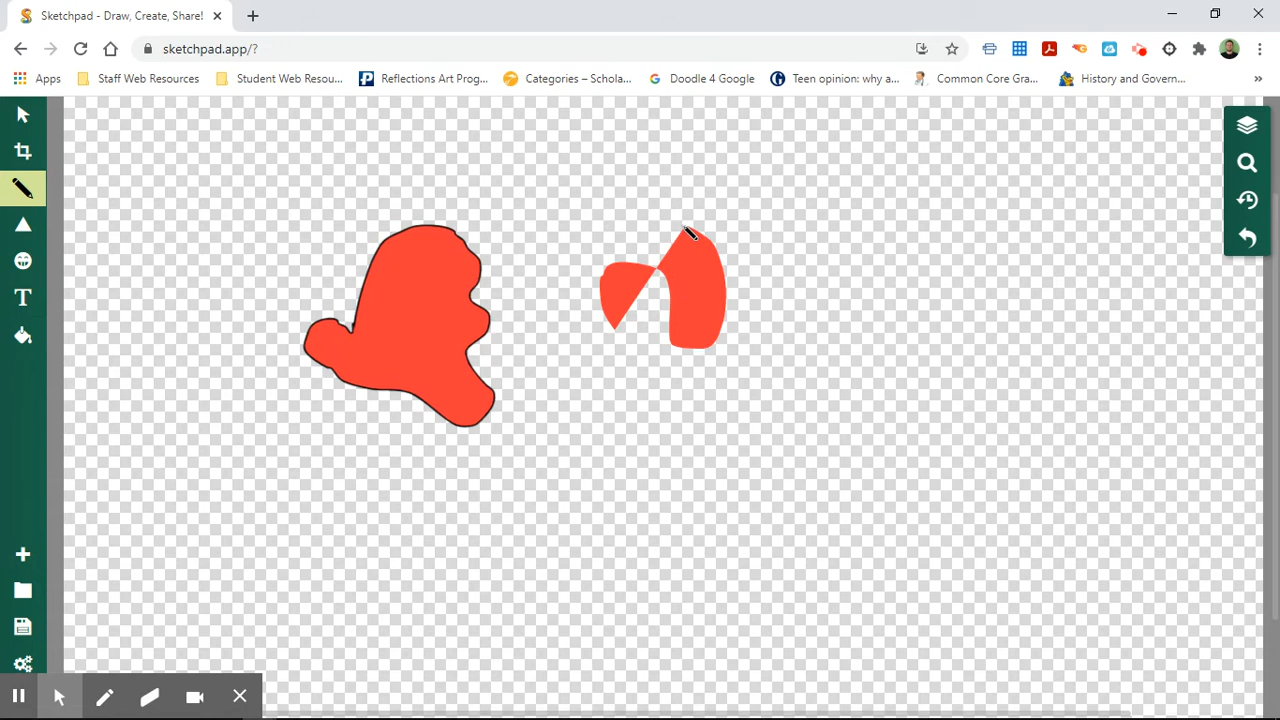 Sketchpad - Draw, Create, Share!
sketchpad.app/?
Apps Staff Web Resources Student Web Resou... Reflections Art Prog... Categories – Schola... Doodle 4 Google Teen opinion: why a... Common Core Gra... History and Govern... »
T